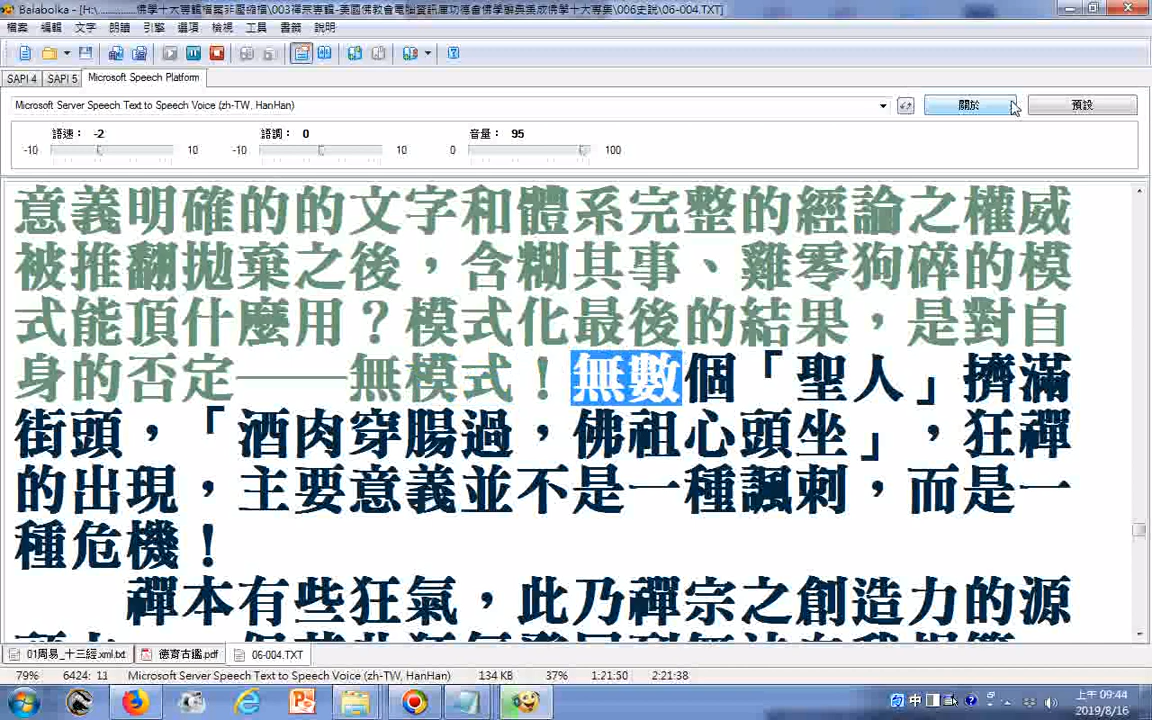 Balabolka - [H:\...............佛學十大專輯檔案非壓縮檔\003禪宗專輯-美國佛教會電腦資訊庫功德會佛學辭典集成佛學十大專集\006史說\06-004.TXT]
檔案 編輯 文字 朗讀 引擎 選項 檢視 工具 書籤 說明
SAPI 4 SAPI 5 Microsoft Speech Platform
Microsoft Server Speech Text to Speech Voice (zh-TW, HanHan) 關於 預設
語速： -2 語調： 0 音量： 95
-10 10 -10 10 0 100
意義明確的的文字和體系完整的經論之權威
被推翻拋棄之後，含糊其事、雞零狗碎的模
式能頂什麼用？模式化最後的結果，是對自
身的否定——無模式！無數個「聖人」擠滿
街頭，「酒肉穿腸過，佛祖心頭坐」，狂禪
的出現，主要意義並不是一種諷刺，而是一
種危機！
禪本有些狂氣，此乃禪宗之創造力的源
01周易_十三經.xml.txt 德育古鑑.pdf 06-004.TXT
79% 6424: 11 Microsoft Server Speech Text to Speech Voice (zh-TW, HanHan) 134 KB 37% 1:21:50 2:21:38
中 上午 09:44
2019/8/16